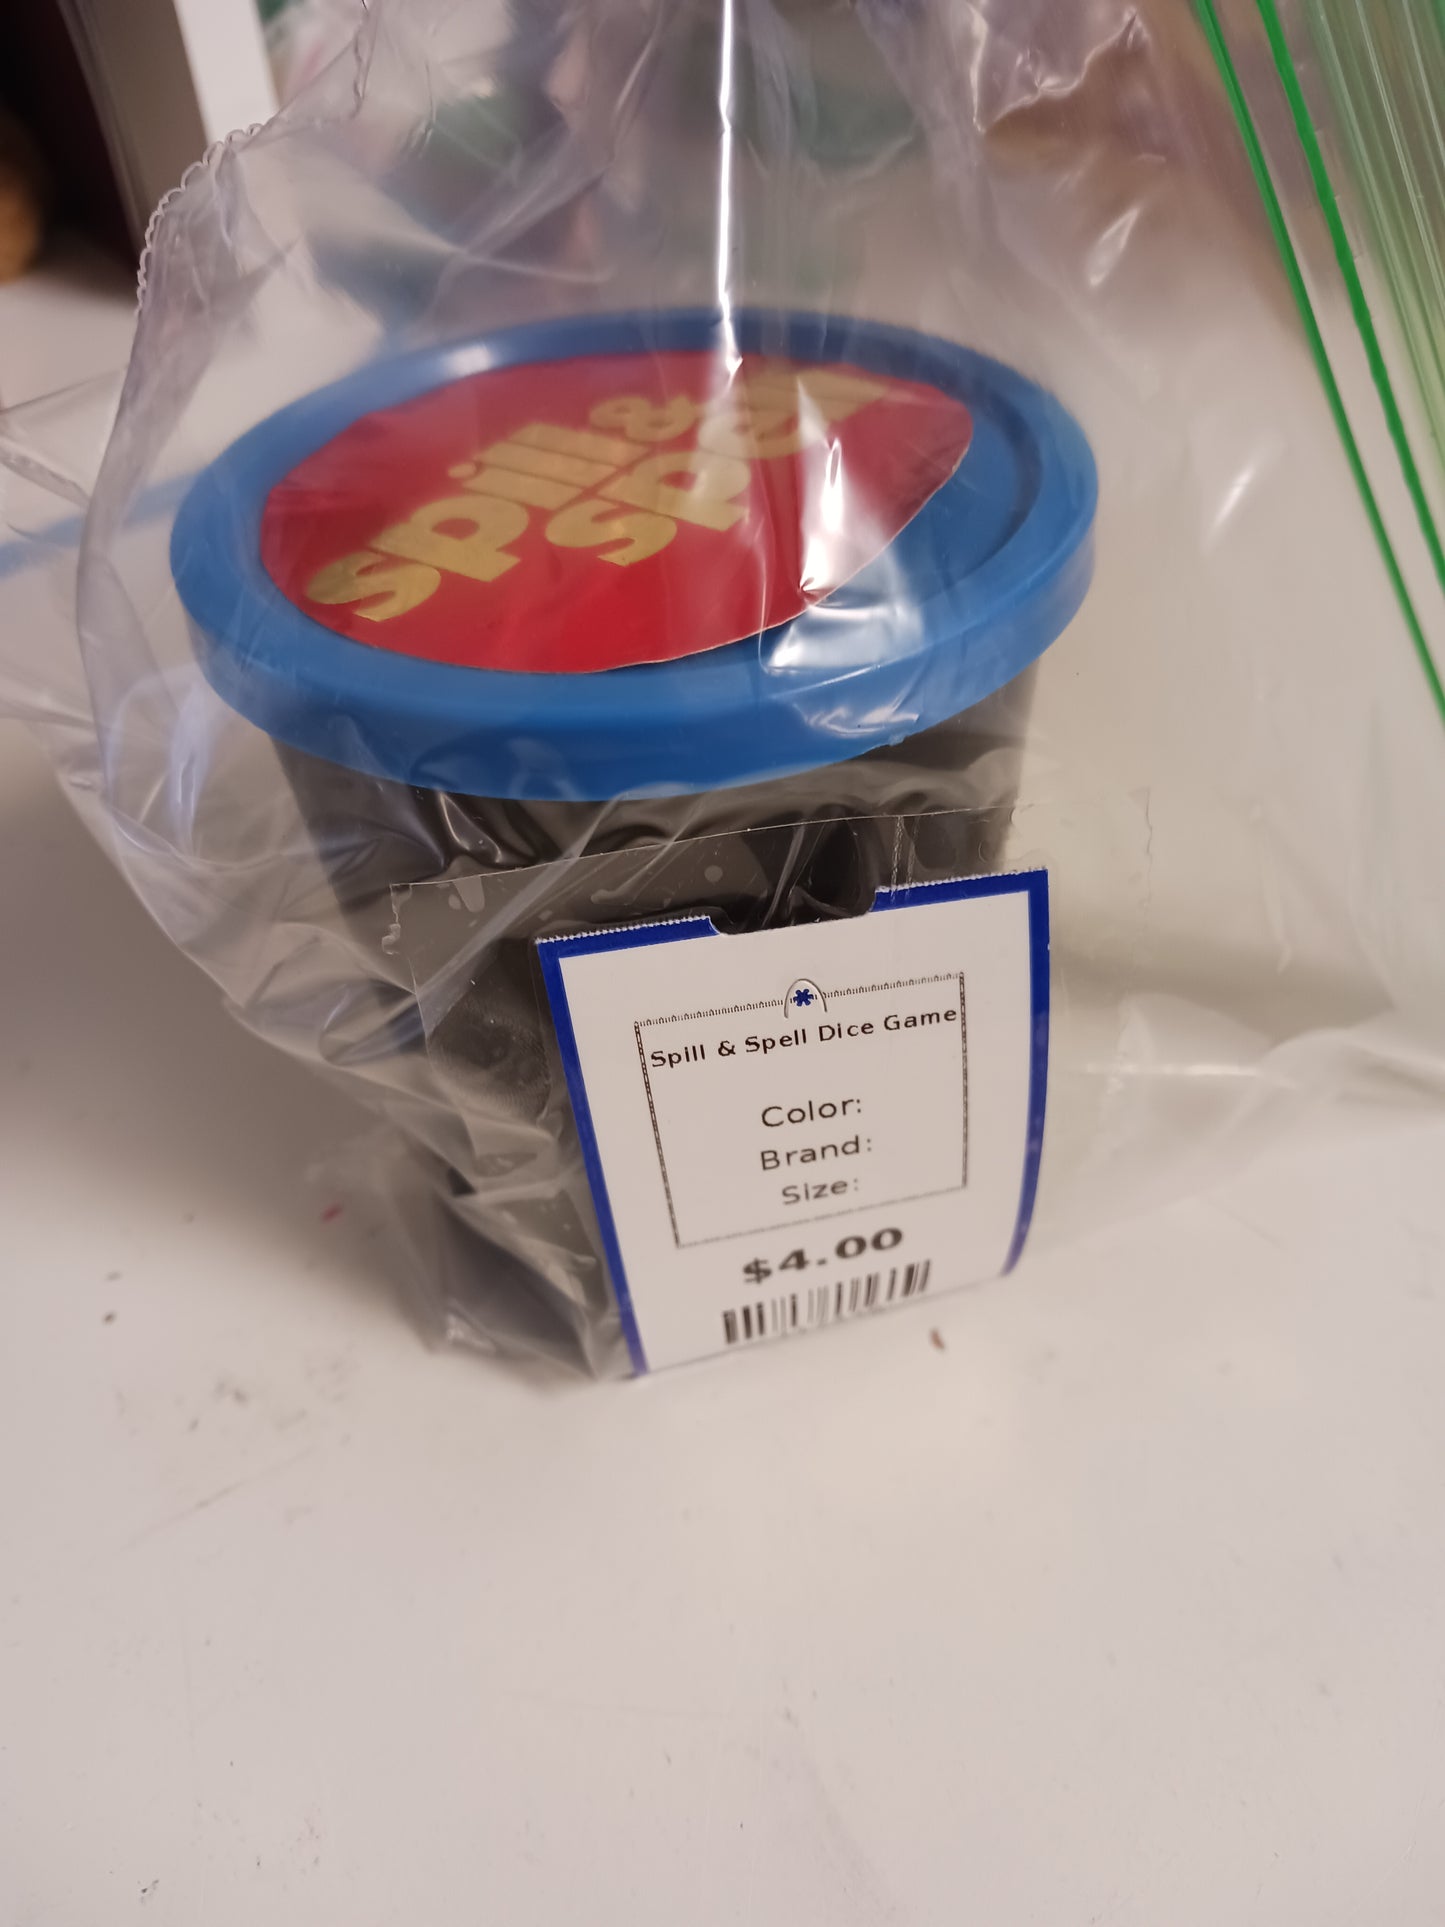 spill &
spell
Spill & Spell Dice Game
Color:
Brand:
Size:
$4.00